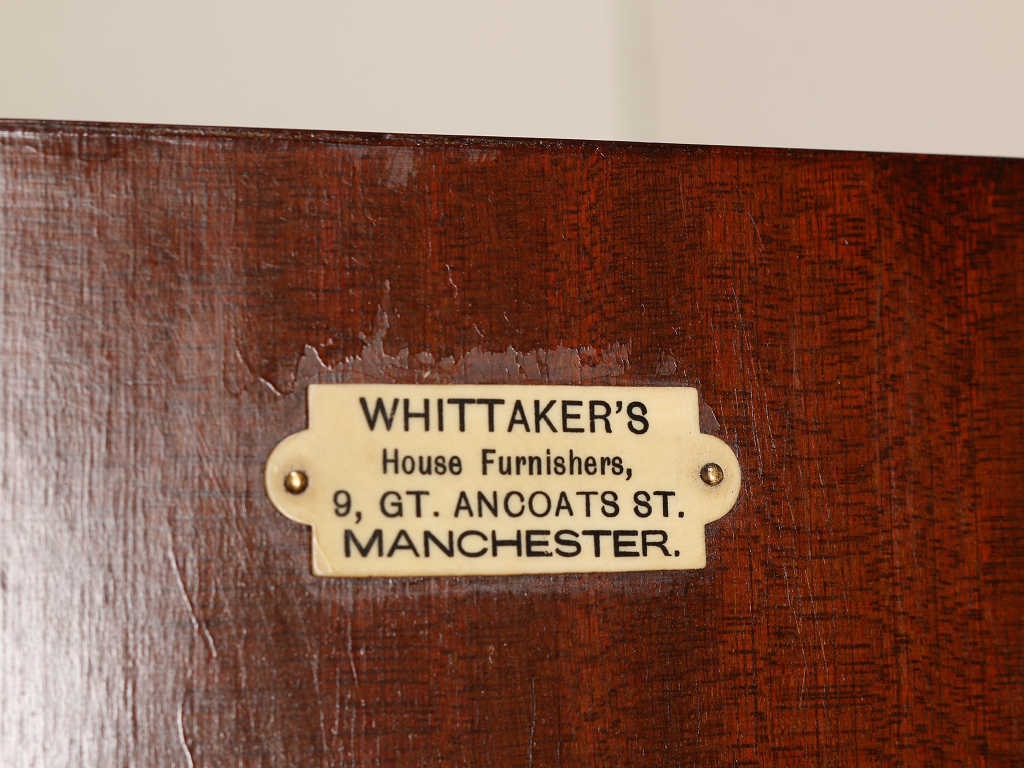 WHITTAKER'S
House Furnishers,
9, GT. ANCOATS ST.
MANCHESTER.